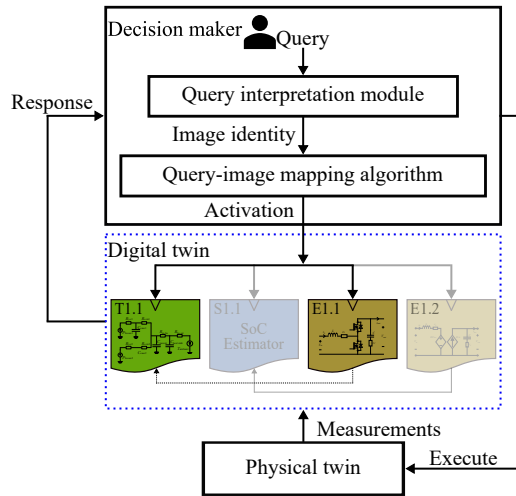 Decision maker
Query
Query interpretation module
Response
Image identity
Query-image mapping algorithm
Activation
Digital twin
T1.1
S1.1
E1.1
E1.2
SoC
Estimator
Measurements
Execute
Physical twin